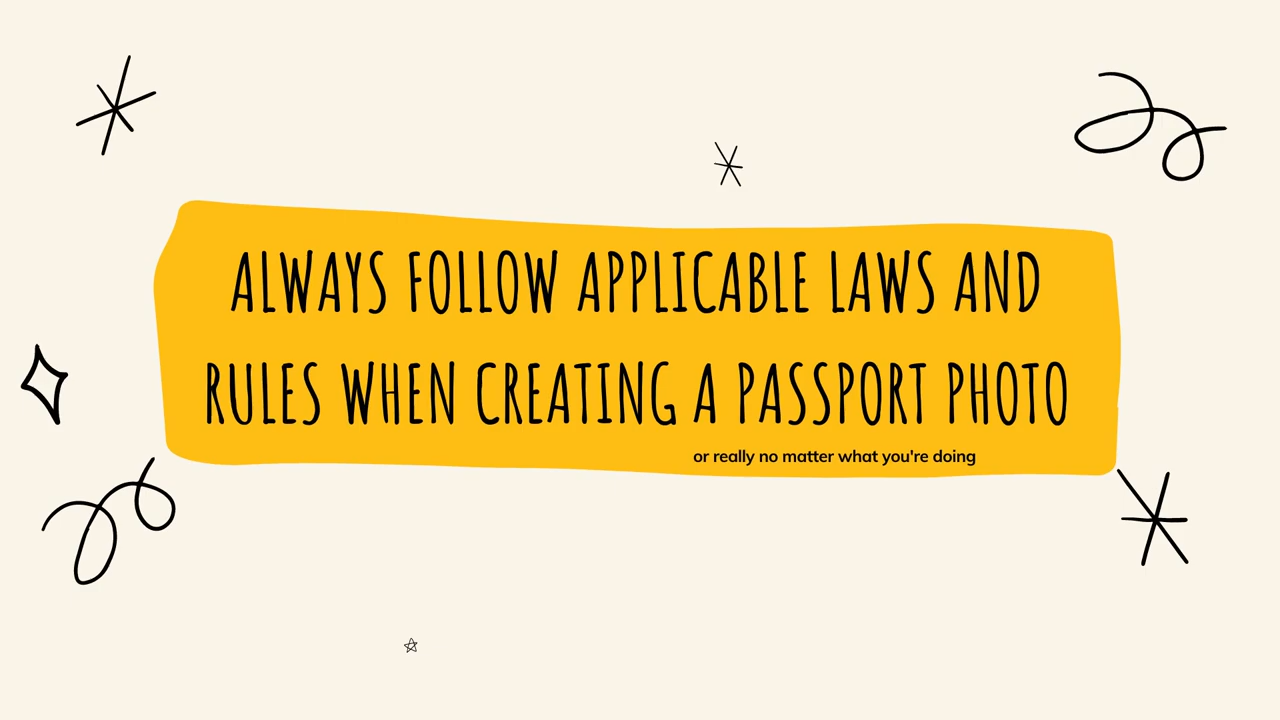 ALWAYS FOLLOW APPLICABLE LAWS AND
RULES WHEN CREATING A PASSPORT PHOTO
or really no matter what you're doing